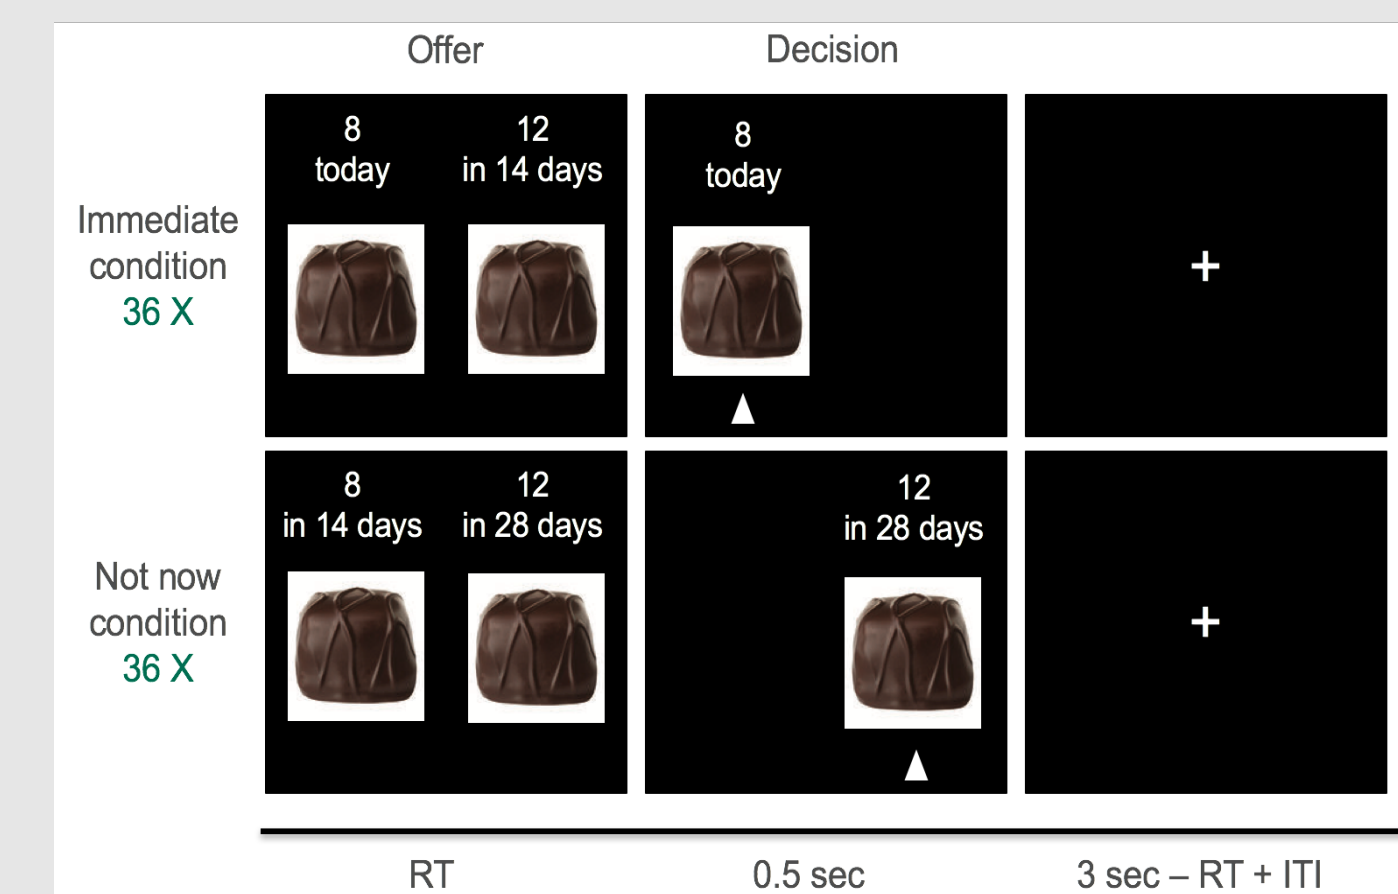 Offer
Decision
Immediate
condition
36 X
8
today
12
in 14 days
8
today
+
Not now
condition
36 X
8
in 14 days
12
in 28 days
12
in 28 days
+
RT
0.5 sec
3 sec – RT + ITI